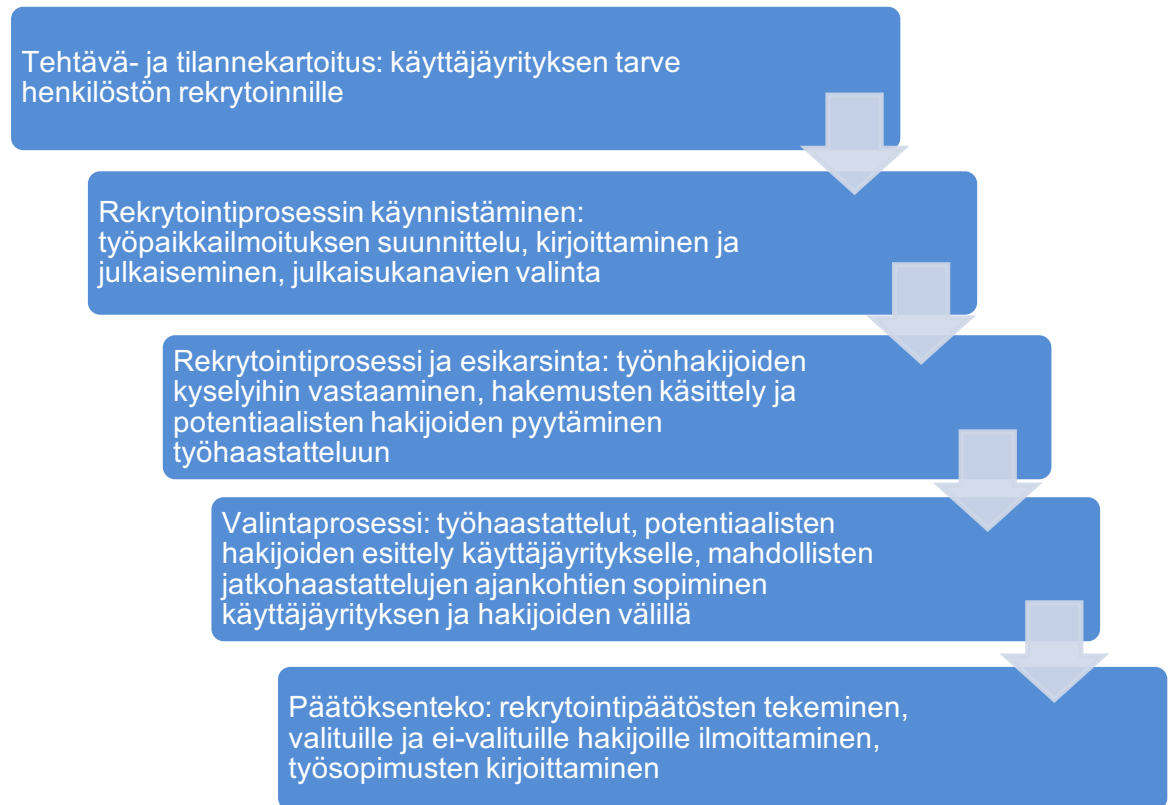 Tehtävä- ja tilannekartoitus: käyttäjäyrityksen tarve
henkilöstön rekrytoinnille
Rekrytointiprosessin käynnistäminen:
työpaikkailmoituksen suunnittelu, kirjoittaminen ja
julkaiseminen, julkaisukanavien valinta
Rekrytointiprosessi ja esikarsinta: työnhakijoiden
kyselyihin vastaaminen, hakemusten käsittely ja
potentiaalisten hakijoiden pyytäminen
työhaastatteluun
Valintaprosessi: työhaastattelut, potentiaalisten
hakijoiden esittely käyttäjäyritykselle, mahdollisten
jatkohaastattelujen ajankohtien sopiminen
käyttäjäyrityksen ja hakijoiden välillä
Päätöksenteko: rekrytointipäätösten tekeminen,
valituille ja ei-valituille hakijoille ilmoittaminen,
työsopimusten kirjoittaminen